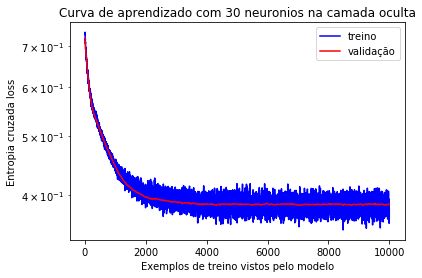 Curva de aprendizado com 30 neuronios na camada oculta
treino
validação
Entropia cruzada loss
7 × 10⁻¹
6 × 10⁻¹
5 × 10⁻¹
4 × 10⁻¹
0 2000 4000 6000 8000 10000
Exemplos de treino vistos pelo modelo